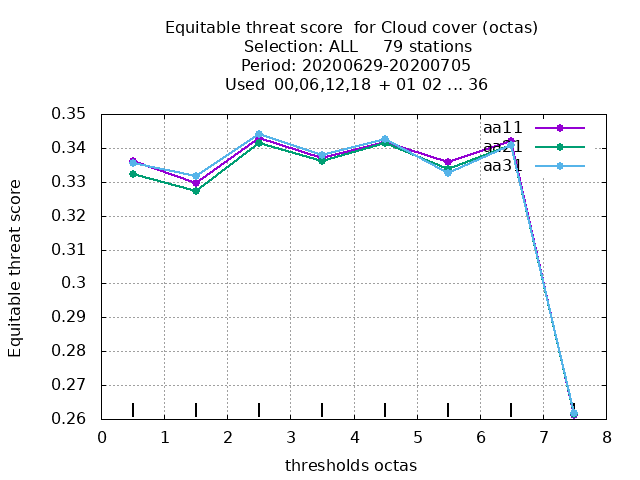 Equitable threat score for Cloud cover (octas)
Selection: ALL 79 stations
Period: 20200629-20200705
Used 00,06,12,18 + 01 02 ... 36
0.35
0.34
0.33
0.32
0.31
0.3
0.29
0.28
0.27
0.26
Equitable threat score
aa11
aa21
aa31
0 1 2 3 4 5 6 7 8
thresholds octas